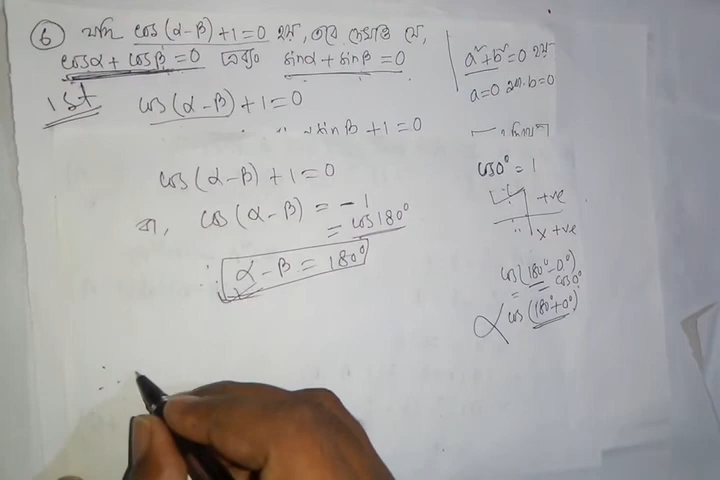 ⑥ যদি cos(α-β)+1=0 হয়, তবে দেখাও যে,
cosα + cosβ = 0 এবং sinα + sinβ = 0
1st
cos(α-β)+1=0
sinβ + 1 = 0
cos(α-β)+1=0
বা, cos(α-β) = -1
= cos180°
∴ α-β = 180°
a²+b²=0 হয়
a=0 এবং b=0
cos0° = 1
+ve
x +ve
cos(180°-0°)
= cos0°
cos(180°+0°)